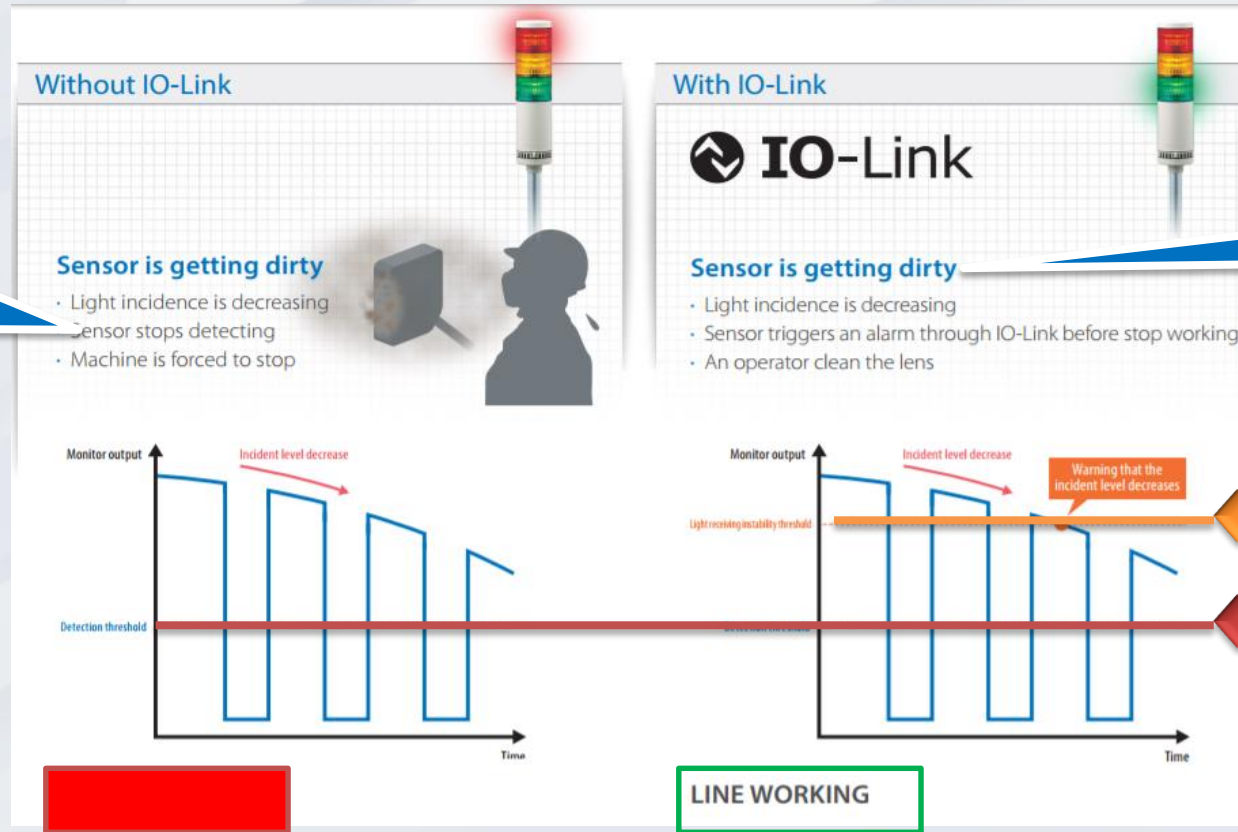 Without IO-Link
Sensor is getting dirty
· Light incidence is decreasing
· Sensor stops detecting
· Machine is forced to stop
Monitor output
Incident level decrease
Detection threshold
Time
With IO-Link
IO-Link
Sensor is getting dirty
· Light incidence is decreasing
· Sensor triggers an alarm through IO-Link before stop working
· An operator clean the lens
Monitor output
Incident level decrease
Warning that the
incident level decreases
Light receiving instability threshold
Detection threshold
Time
LINE WORKING